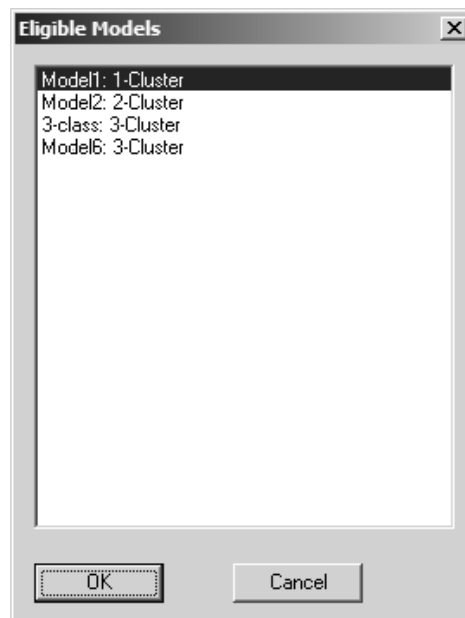 Eligible Models
Model1: 1-Cluster
Model2: 2-Cluster
3-class: 3-Cluster
Model6: 3-Cluster
OK Cancel